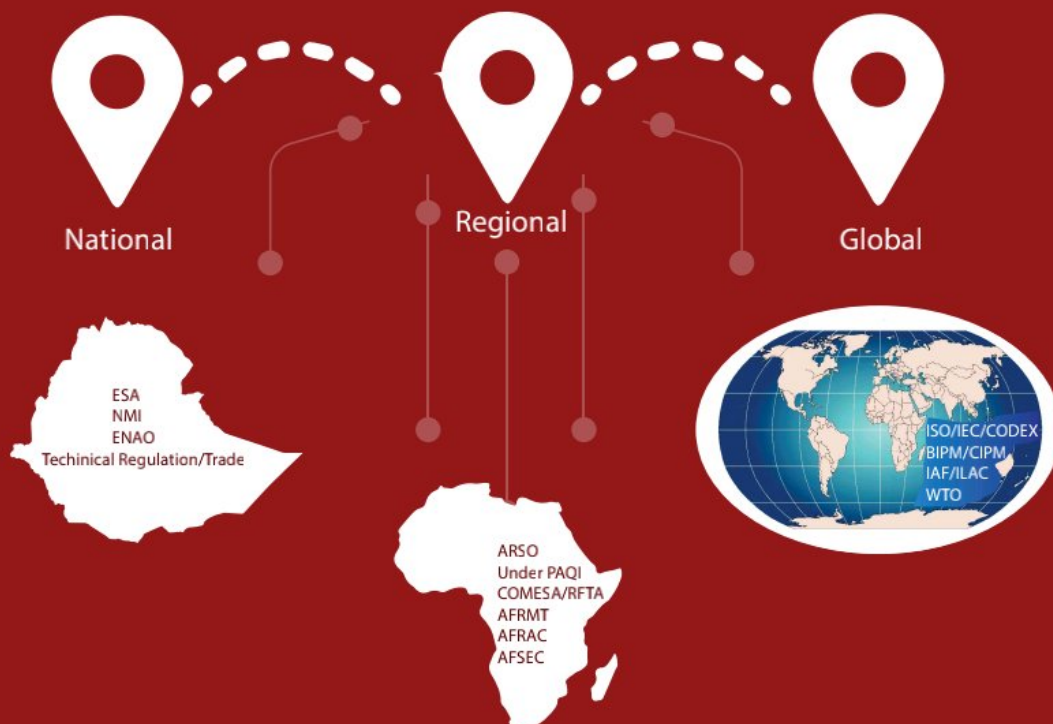 National
Regional
Global
ESA
NMI
ENAO
Techinical Regulation/Trade
ARSO
Under PAQI
COMESA/RFTA
AFRMT
AFRAC
AFSEC
ISO/IEC/CODEX
BIPM/CIPM
IAF/ILAC
WTO